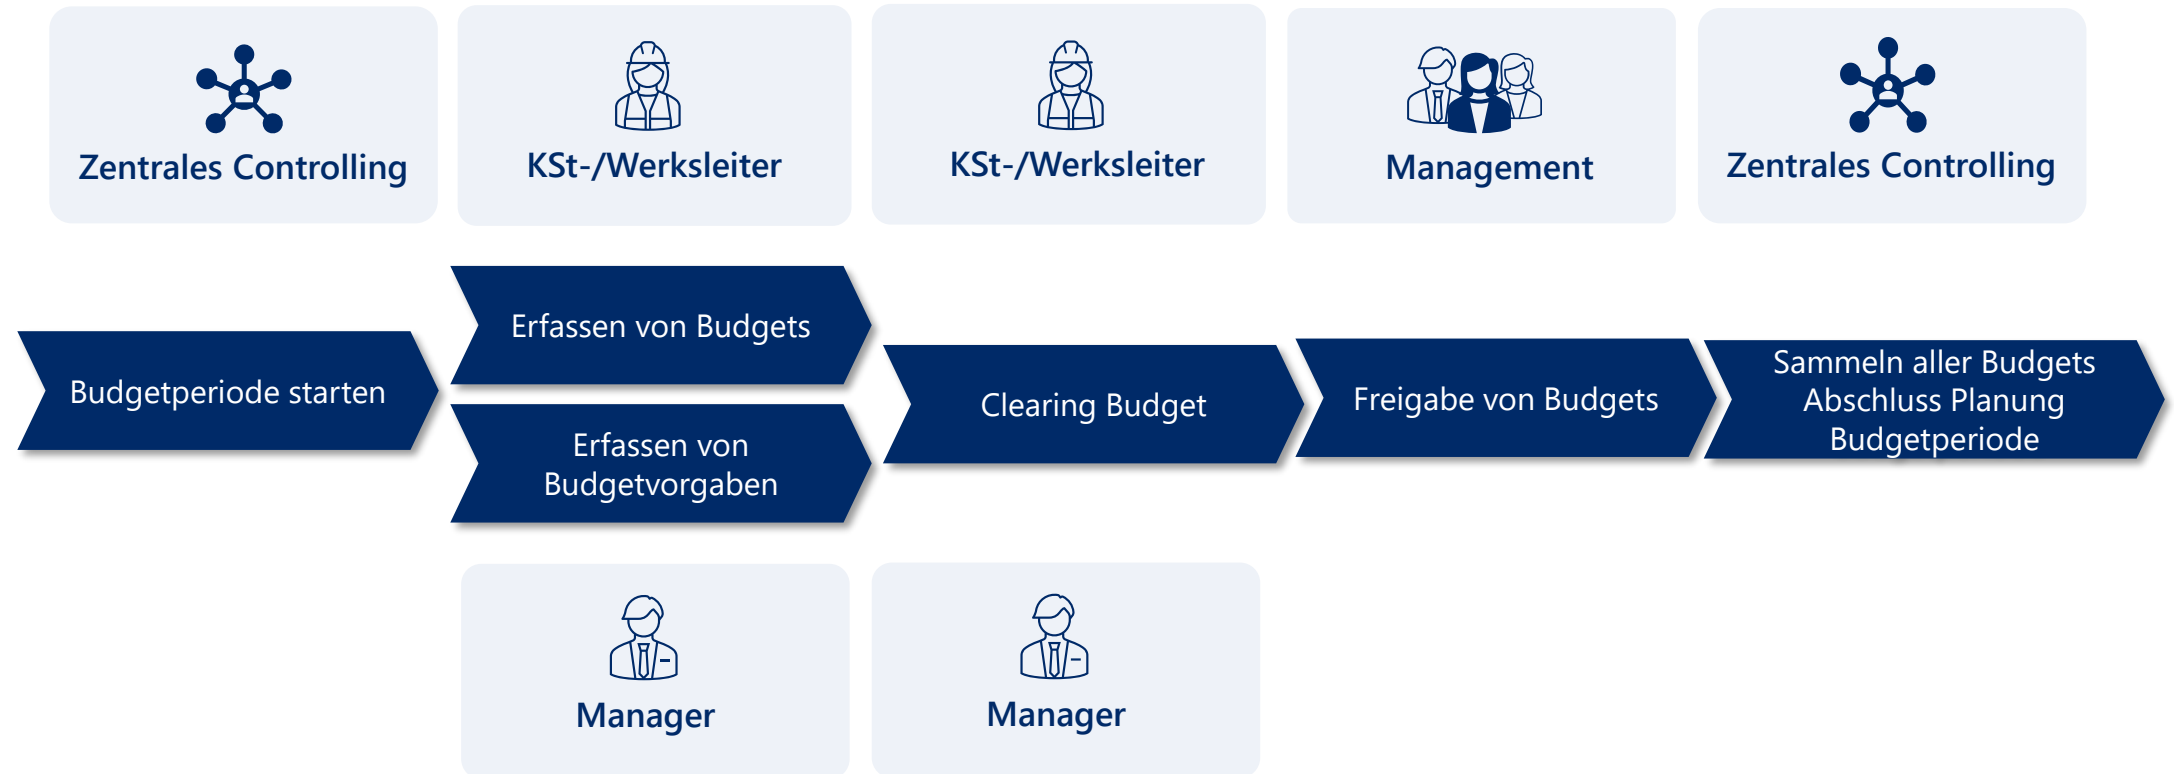 Zentrales Controlling
KSt-/Werksleiter
KSt-/Werksleiter
Management
Zentrales Controlling
Budgetperiode starten
Erfassen von Budgets
Erfassen von
Budgetvorgaben
Clearing Budget
Freigabe von Budgets
Sammeln aller Budgets
Abschluss Planung
Budgetperiode
Manager
Manager